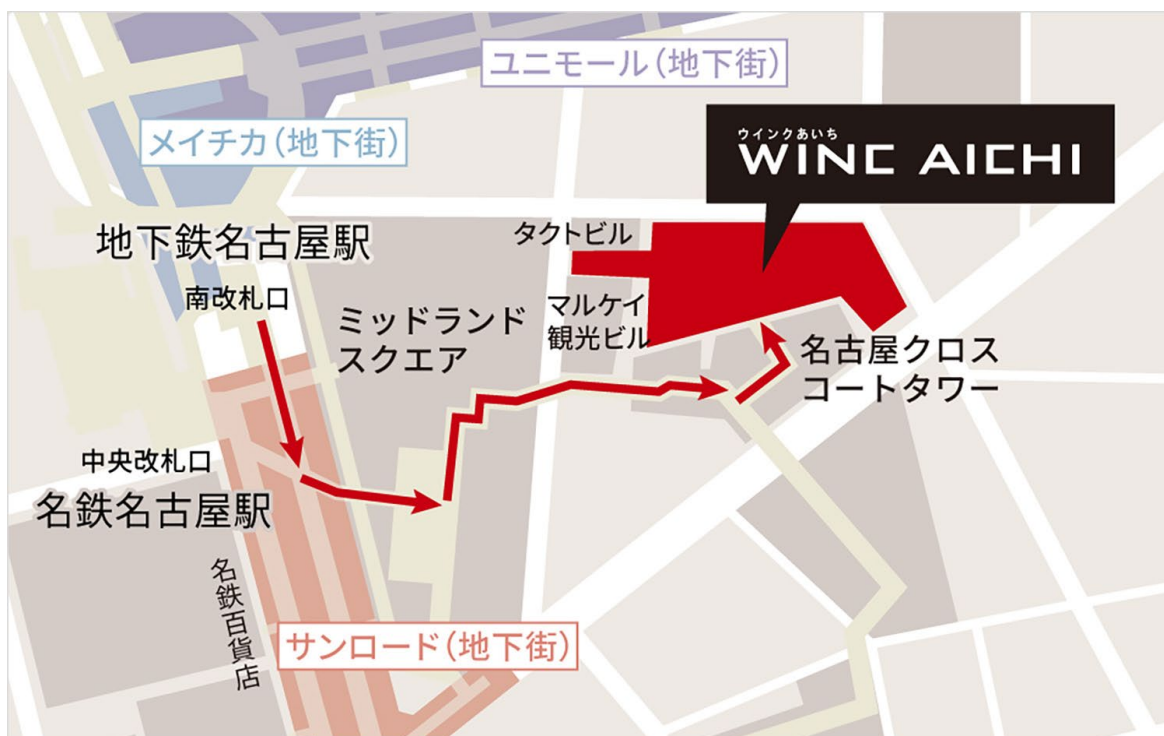 ユニモール(地下街)
メイチカ(地下街)
ウインクあいち
WINC AICHI
地下鉄名古屋駅
南改札口
タクトビル
ミッドランド
スクエア
マルケイ
観光ビル
名古屋クロス
コートタワー
中央改札口
名鉄名古屋駅
名鉄百貨店
サンロード(地下街)